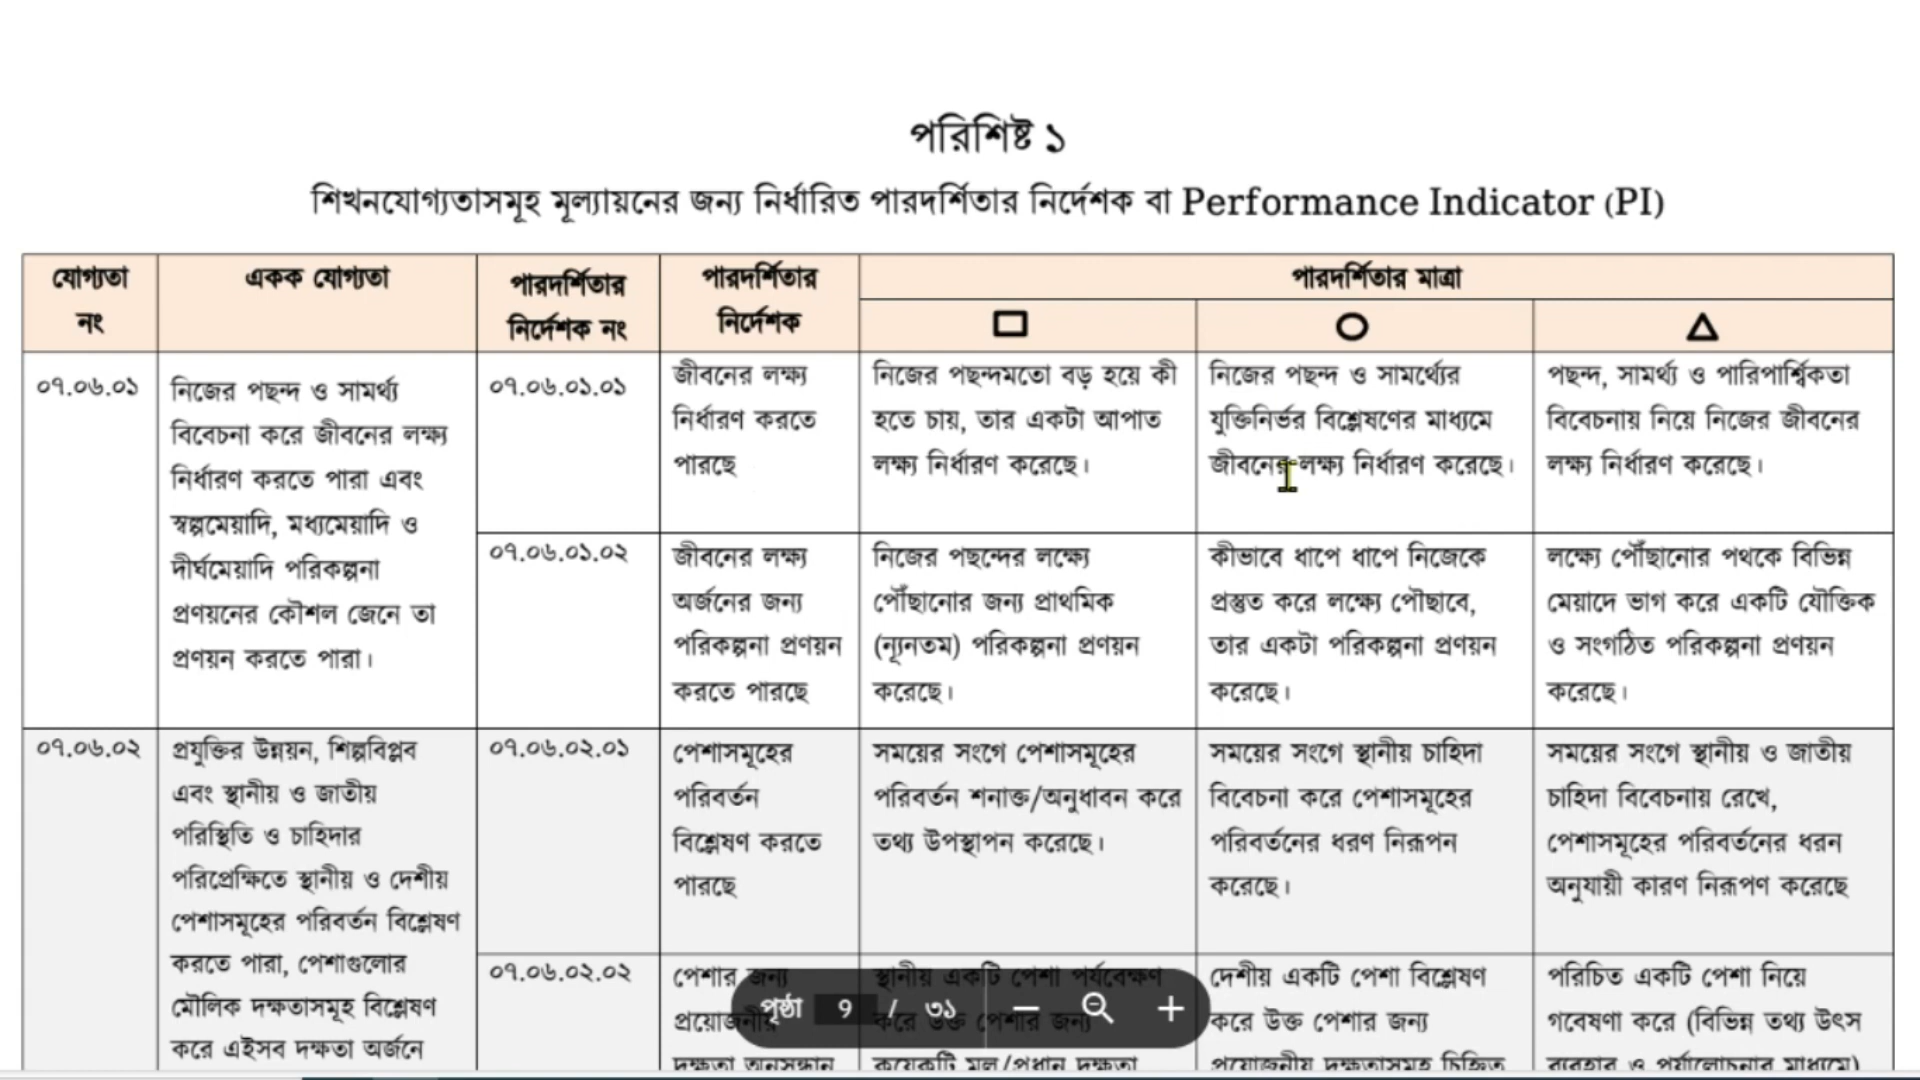 পরিশিষ্ট ১
শিখনযোগ্যতাসমূহ মূল্যায়নের জন্য নির্ধারিত পারদর্শিতার নির্দেশক বা Performance Indicator (PI)
যোগ্যতা
নং
একক যোগ্যতা
পারদর্শিতার
নির্দেশক নং
পারদর্শিতার
নির্দেশক
পারদর্শিতার মাত্রা
০৭.০৬.০১
নিজের পছন্দ ও সামর্থ্য
বিবেচনা করে জীবনের লক্ষ্য
নির্ধারণ করতে পারা এবং
স্বল্পমেয়াদি, মধ্যমেয়াদি ও
দীর্ঘমেয়াদি পরিকল্পনা
প্রণয়নের কৌশল জেনে তা
প্রণয়ন করতে পারা।
০৭.০৬.০১.০১
জীবনের লক্ষ্য
নির্ধারণ করতে
পারছে
নিজের পছন্দমতো বড় হয়ে কী
হতে চায়, তার একটা আপাত
লক্ষ্য নির্ধারণ করেছে।
নিজের পছন্দ ও সামর্থ্যের
যুক্তিনির্ভর বিশ্লেষণের মাধ্যমে
জীবনের লক্ষ্য নির্ধারণ করেছে।
পছন্দ, সামর্থ্য ও পারিপার্শ্বিকতা
বিবেচনায় নিয়ে নিজের জীবনের
লক্ষ্য নির্ধারণ করেছে।
০৭.০৬.০১.০২
জীবনের লক্ষ্য
অর্জনের জন্য
পরিকল্পনা প্রণয়ন
করতে পারছে
নিজের পছন্দের লক্ষ্যে
পৌঁছানোর জন্য প্রাথমিক
(ন্যূনতম) পরিকল্পনা প্রণয়ন
করেছে।
কীভাবে ধাপে ধাপে নিজেকে
প্রস্তুত করে লক্ষ্যে পৌছাবে,
তার একটা পরিকল্পনা প্রণয়ন
করেছে।
লক্ষ্যে পৌঁছানোর পথকে বিভিন্ন
মেয়াদে ভাগ করে একটি যৌক্তিক
ও সংগঠিত পরিকল্পনা প্রণয়ন
করেছে।
০৭.০৬.০২
প্রযুক্তির উন্নয়ন, শিল্পবিপ্লব
এবং স্থানীয় ও জাতীয়
পরিস্থিতি ও চাহিদার
পরিপ্রেক্ষিতে স্থানীয় ও দেশীয়
পেশাসমূহের পরিবর্তন বিশ্লেষণ
করতে পারা, পেশাগুলোর
মৌলিক দক্ষতাসমূহ বিশ্লেষণ
করে এইসব দক্ষতা অর্জনে
০৭.০৬.০২.০১
পেশাসমূহের
পরিবর্তন
বিশ্লেষণ করতে
পারছে
সময়ের সংগে পেশাসমূহের
পরিবর্তন শনাক্ত/অনুধাবন করে
তথ্য উপস্থাপন করেছে।
সময়ের সংগে স্থানীয় চাহিদা
বিবেচনা করে পেশাসমূহের
পরিবর্তনের ধরণ নিরূপন
করেছে।
সময়ের সংগে স্থানীয় ও জাতীয়
চাহিদা বিবেচনায় রেখে,
পেশাসমূহের পরিবর্তনের ধরন
অনুযায়ী কারণ নিরূপণ করেছে
০৭.০৬.০২.০২
পেশার জন্য
প্রয়োজনীয়
দক্ষতা অনুসন্ধান
স্থানীয় একটি পেশা পর্যবেক্ষণ
করে উক্ত পেশার জন্য
কয়েকটি মূল/প্রধান দক্ষতা
দেশীয় একটি পেশা বিশ্লেষণ
করে উক্ত পেশার জন্য
প্রয়োজনীয় দক্ষতাসমূহ চিহ্নিত
পরিচিত একটি পেশা নিয়ে
গবেষণা করে (বিভিন্ন তথ্য উৎস
ব্যবহার ও পর্যালোচনার মাধ্যমে)
পৃষ্ঠা 9 / ৩১